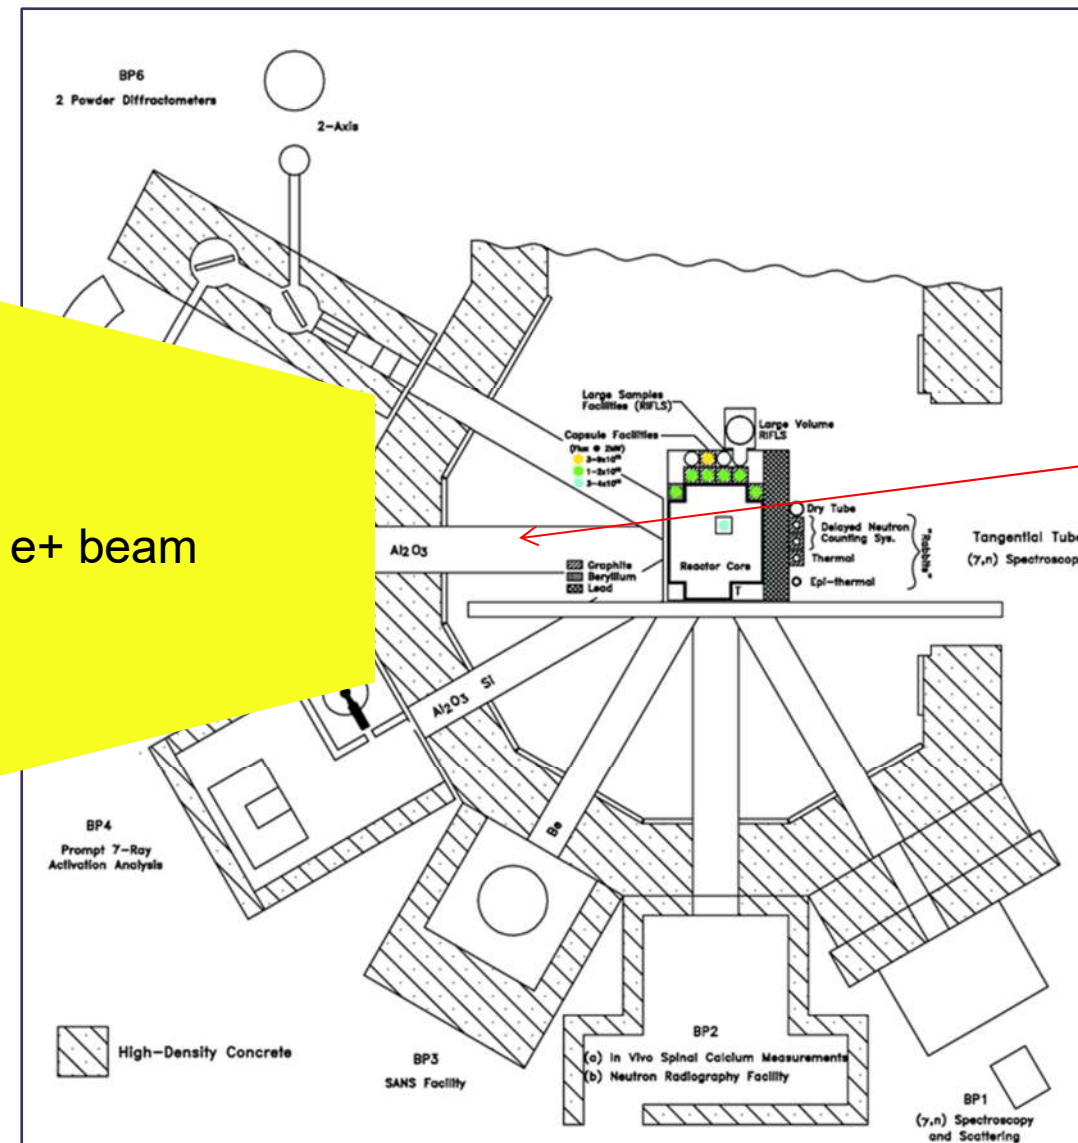 BP6
2 Powder Diffractometers
2-Axis
Large Samples
Facilities (RIFLS)
Large Volume
RIFLS
Capsule Facilities
(Flux @ 2MW)
Dry Tube
Delayed Neutron
Counting Sys.
Thermal
Epi-thermal
"Rabbits"
Tangential Tube
(γ,n) Spectroscop
e+ beam
Al₂O₃
Graphite
Beryllium
Lead
Reactor Core
T
Al₂O₃ Si
Be
BP4
Prompt γ-Ray
Activation Analysis
High-Density Concrete
BP3
SANS Facility
BP2
(a) In Vivo Spinal Calcium Measurements
(b) Neutron Radiography Facility
BP1
(γ,n) Spectroscopy
and Scattering